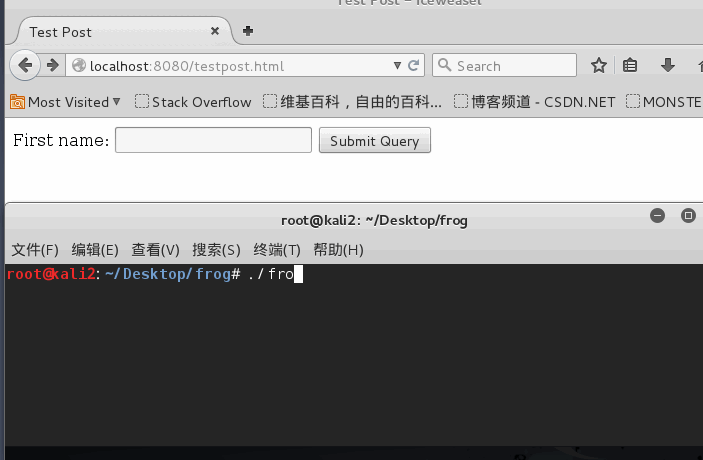 Test Post - Iceweasel
Test Post
localhost:8080/testpost.html Search
Most Visited Stack Overflow 维基百科，自由的百科... 博客频道 - CSDN.NET MONSTE
First name: Submit Query
root@kali2: ~/Desktop/frog
文件(F) 编辑(E) 查看(V) 搜索(S) 终端(T) 帮助(H)
root@kali2:~/Desktop/frog# ./fro